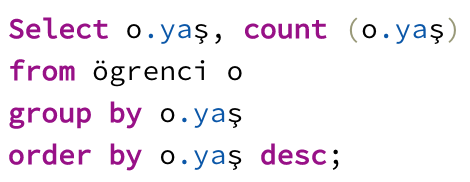 Select o.yaş, count (o.yaş)
from ögrenci o
group by o.yaş
order by o.yaş desc;